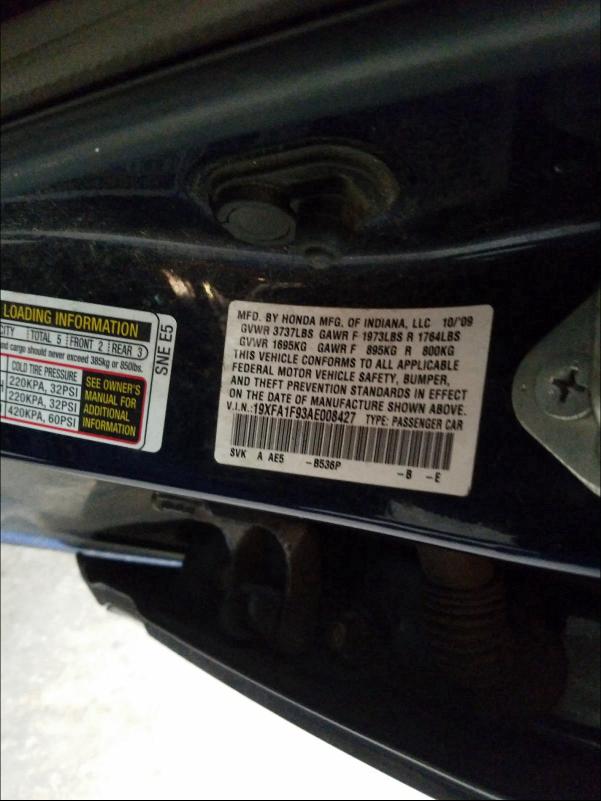 LOADING INFORMATION
CITY TOTAL 5 FRONT 2 REAR 3
and cargo should never exceed 385kg or 850lbs.
COLD TIRE PRESSURE
220KPA, 32PSI
220KPA, 32PSI
420KPA, 60PSI
SEE OWNER'S
MANUAL FOR
ADDITIONAL
INFORMATION
SNE E5
MFD. BY HONDA MFG. OF INDIANA, LLC 10/'09
GVWR 3737LBS GAWR F 1973LBS R 1764LBS
GVWR 1695KG GAWR F 895KG R 800KG
THIS VEHICLE CONFORMS TO ALL APPLICABLE
FEDERAL MOTOR VEHICLE SAFETY, BUMPER,
AND THEFT PREVENTION STANDARDS IN EFFECT
ON THE DATE OF MANUFACTURE SHOWN ABOVE.
V.I.N.:19XFA1F93AE008427 TYPE: PASSENGER CAR
SVK A AE5 -B536P -B -E